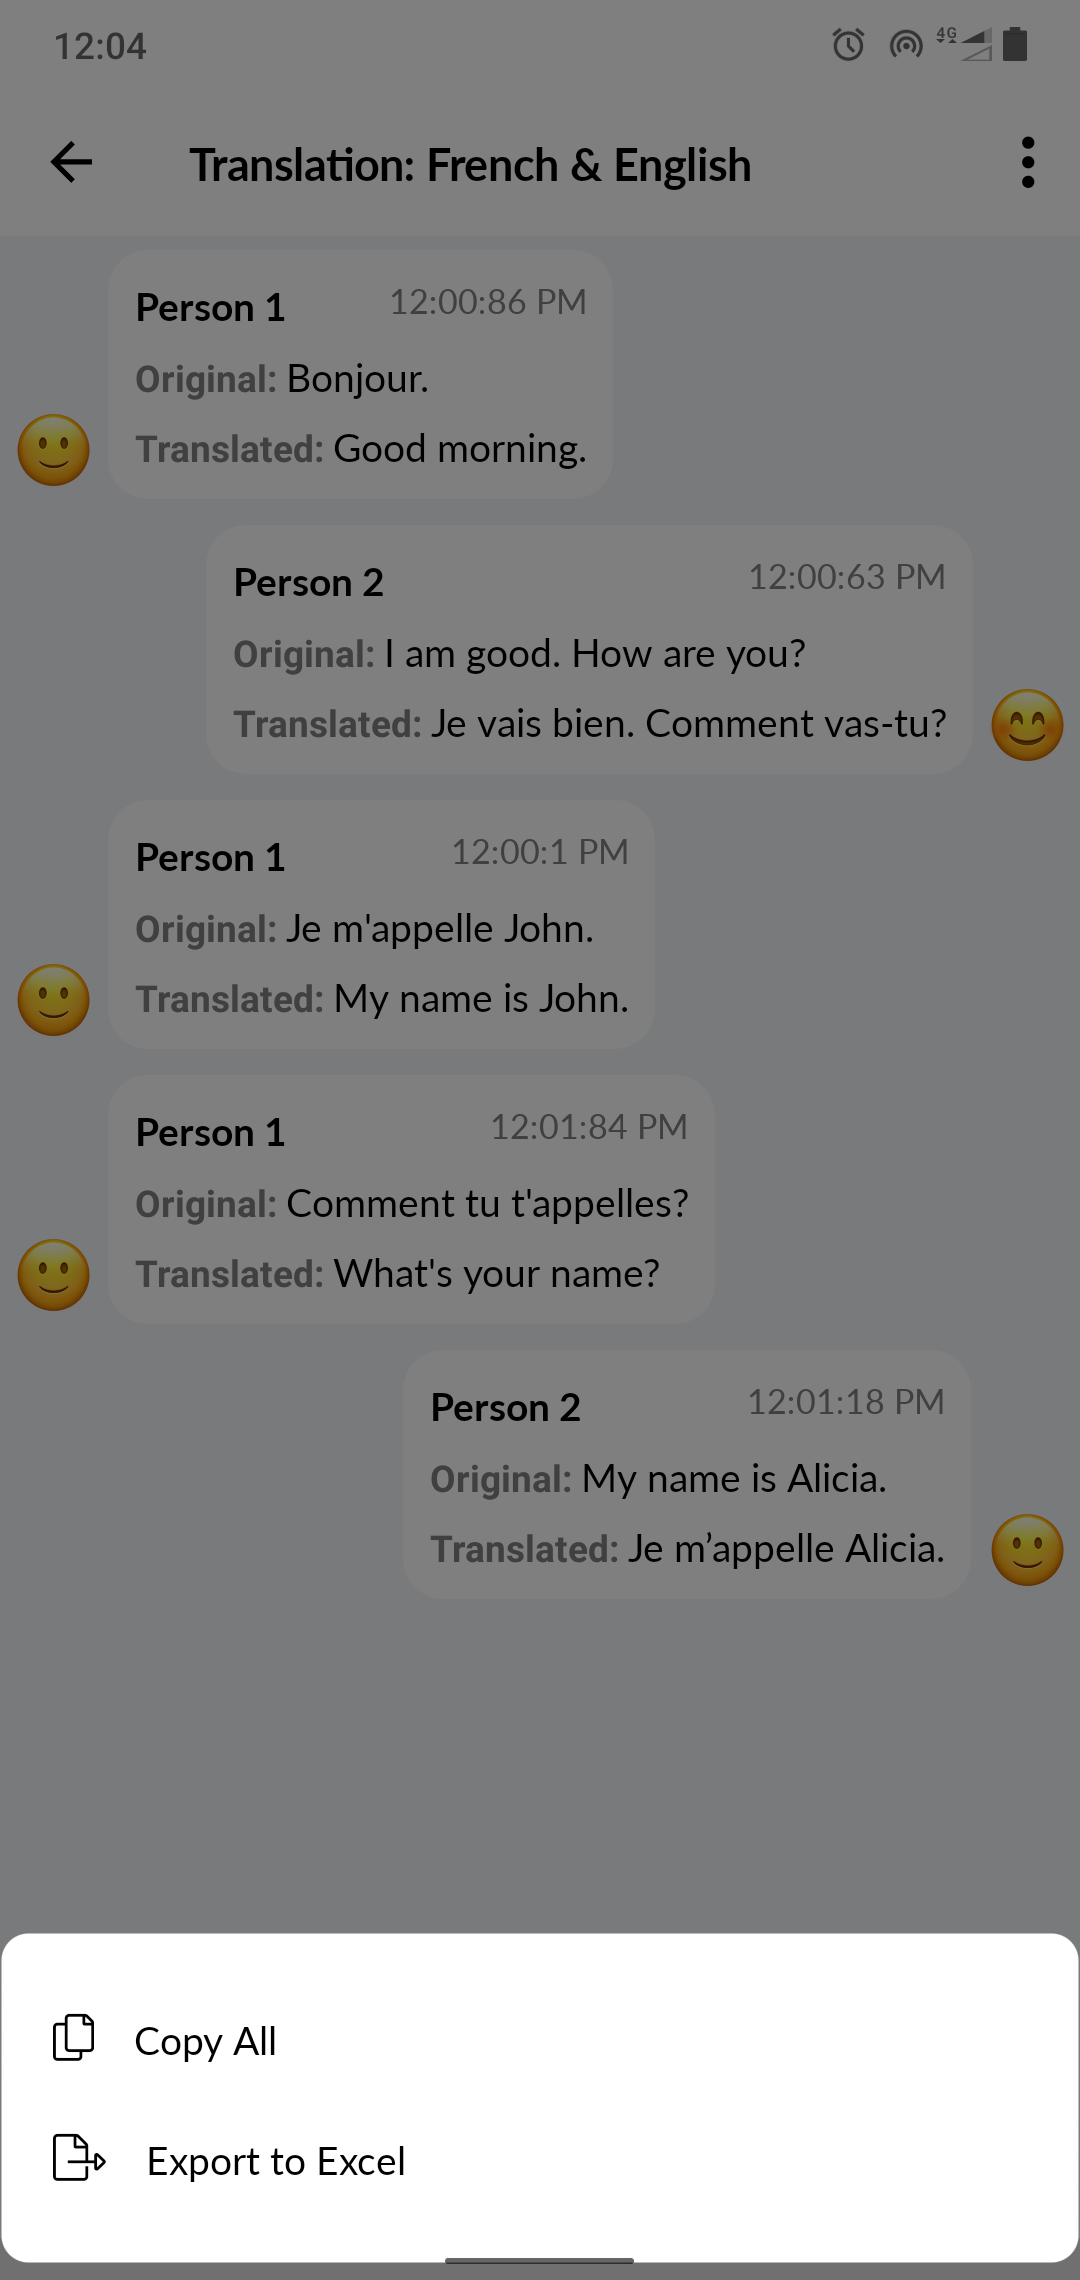 12:04
4G
Translation: French & English
Person 1 12:00:86 PM
Original: Bonjour.
Translated: Good morning.
Person 2 12:00:63 PM
Original: I am good. How are you?
Translated: Je vais bien. Comment vas-tu?
Person 1 12:00:1 PM
Original: Je m'appelle John.
Translated: My name is John.
Person 1 12:01:84 PM
Original: Comment tu t'appelles?
Translated: What's your name?
Person 2 12:01:18 PM
Original: My name is Alicia.
Translated: Je m’appelle Alicia.
Copy All
Export to Excel